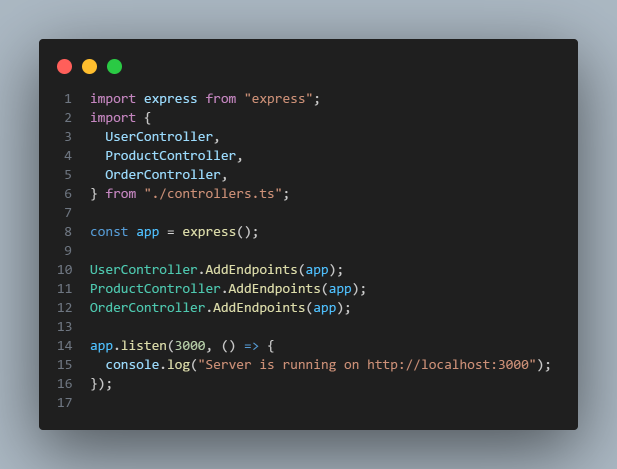 1 import express from "express";
2 import {
3   UserController,
4   ProductController,
5   OrderController,
6 } from "./controllers.ts";
7
8 const app = express();
9
10 UserController.AddEndpoints(app);
11 ProductController.AddEndpoints(app);
12 OrderController.AddEndpoints(app);
13
14 app.listen(3000, () => {
15   console.log("Server is running on http://localhost:3000");
16 });
17